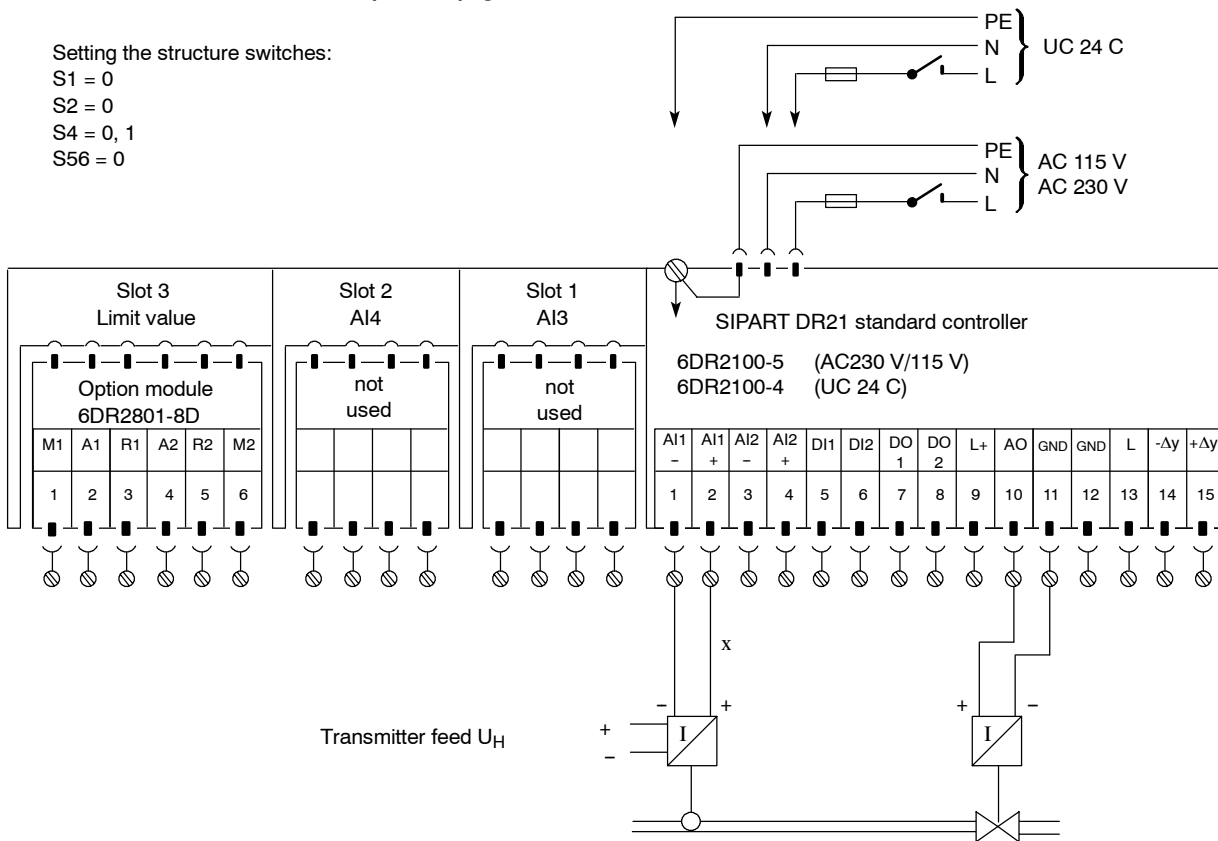 Setting the structure switches:
S1 = 0
S2 = 0
S4 = 0, 1
S56 = 0
PE
N
L
UC 24 C
PE
N
L
AC 115 V
AC 230 V
Slot 3
Limit value
Slot 2
AI4
Slot 1
AI3
SIPART DR21 standard controller
6DR2100-5 (AC230 V/115 V)
6DR2100-4 (UC 24 C)
Option module
6DR2801-8D
not
used
not
used
M1 A1 R1 A2 R2 M2
1 2 3 4 5 6
AI1 - AI1 + AI2 - AI2 + DI1 DI2 DO 1 DO 2 L+ AO GND GND L -Δy +Δy
1 2 3 4 5 6 7 8 9 10 11 12 13 14 15
x
- +
+ -
Transmitter feed UH
+
-
I
I